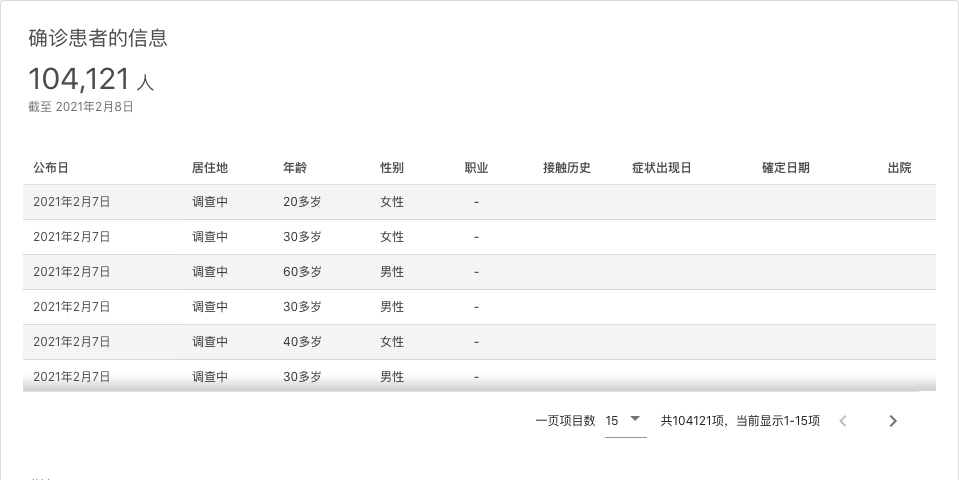 确诊患者的信息
104,121 人
截至 2021年2月8日
公布日 居住地 年龄 性别 职业 接触历史 症状出现日 確定日期 出院
2021年2月7日 调查中 20多岁 女性 -
2021年2月7日 调查中 30多岁 女性 -
2021年2月7日 调查中 60多岁 男性 -
2021年2月7日 调查中 30多岁 男性 -
2021年2月7日 调查中 40多岁 女性 -
2021年2月7日 调查中 30多岁 男性 -
一页项目数 15 共104121项，当前显示1-15项